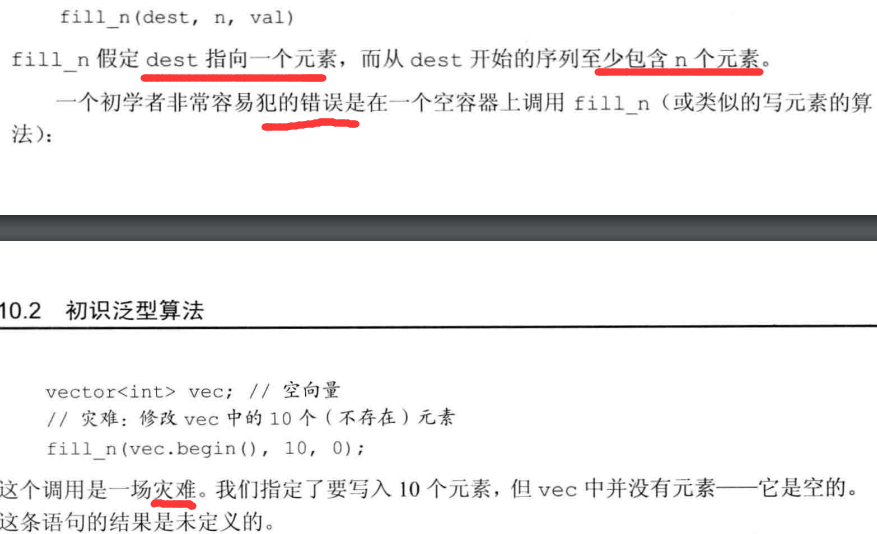 fill_n(dest, n, val)
fill_n 假定 dest 指向一个元素，而从 dest 开始的序列至少包含 n 个元素。
一个初学者非常容易犯的错误是在一个空容器上调用 fill_n（或类似的写元素的算
法）：
10.2 初识泛型算法
vector<int> vec; // 空向量
// 灾难：修改 vec 中的 10 个（不存在）元素
fill_n(vec.begin(), 10, 0);
这个调用是一场灾难。我们指定了要写入 10 个元素，但 vec 中并没有元素——它是空的。
这条语句的结果是未定义的。